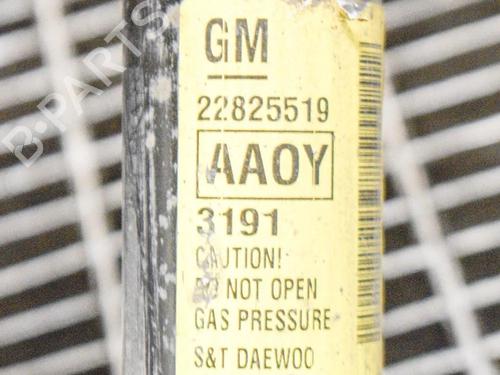 GM
22825519
AAOY
3191
CAUTION!
DO NOT OPEN
GAS PRESSURE
S&T DAEWOO
B-PARTS